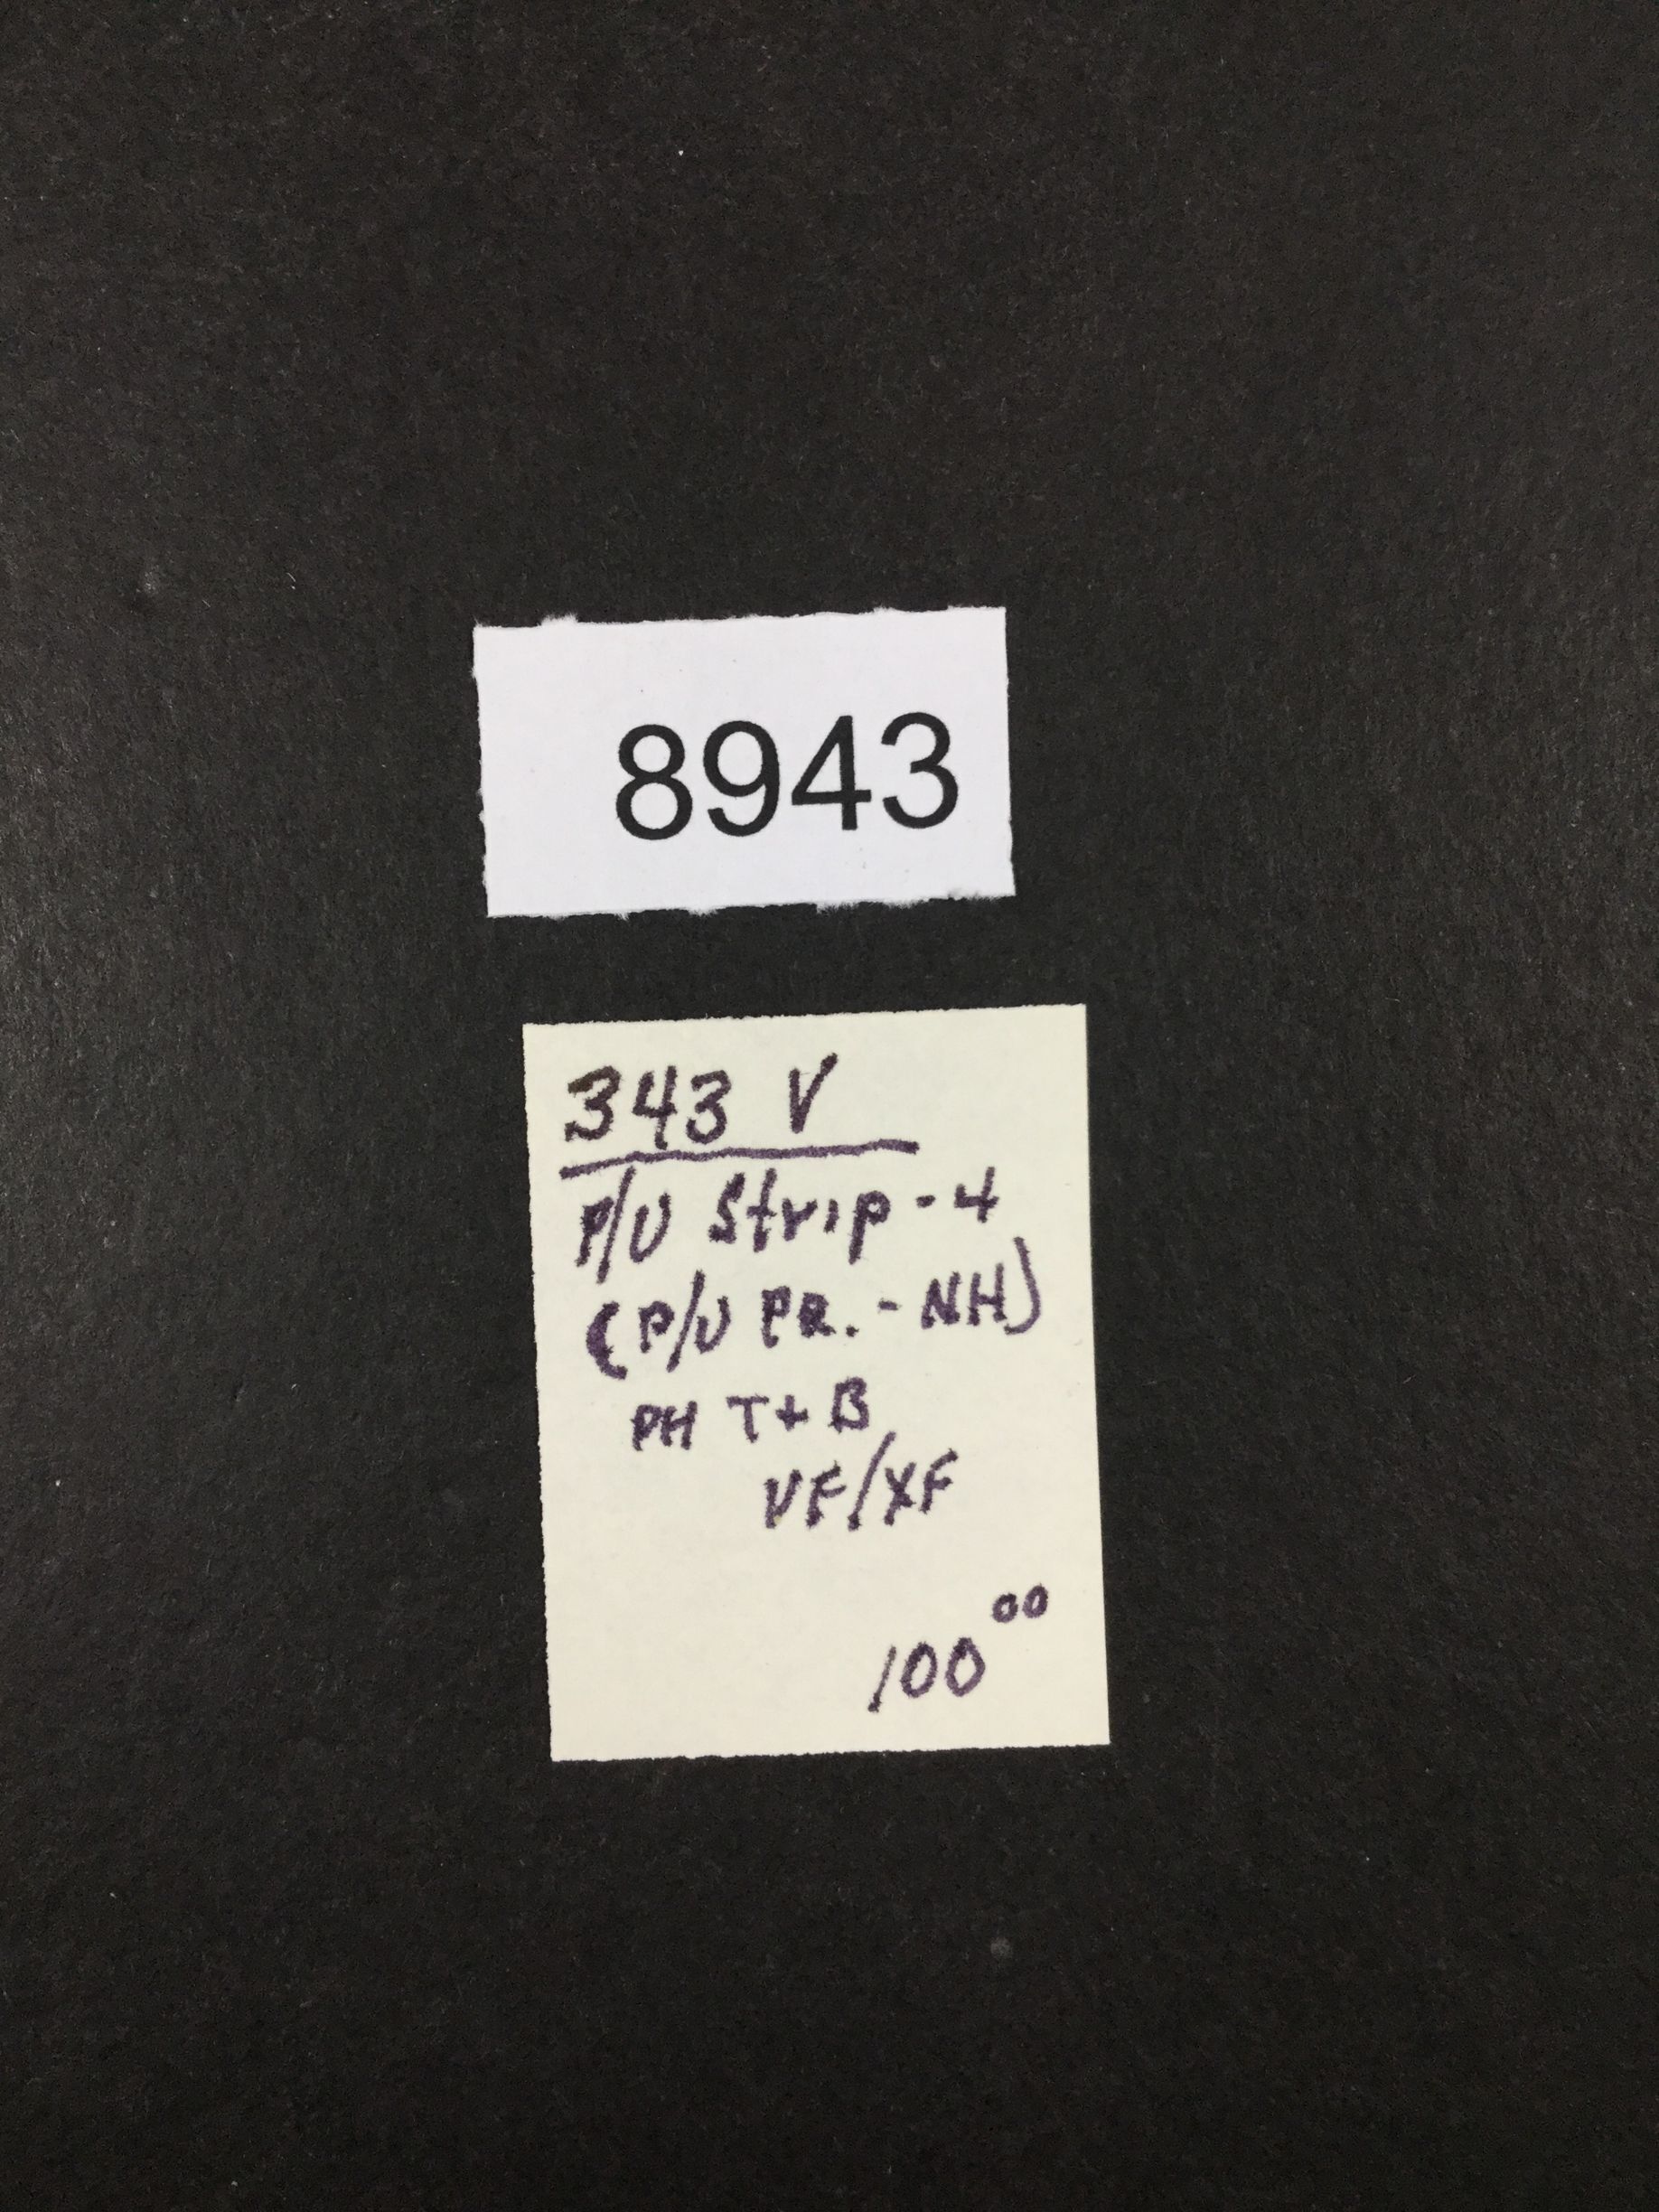 8943
343 V
P/U Strip - 4
(P/U PR. - NH)
PH T + B
VF/XF
100 00